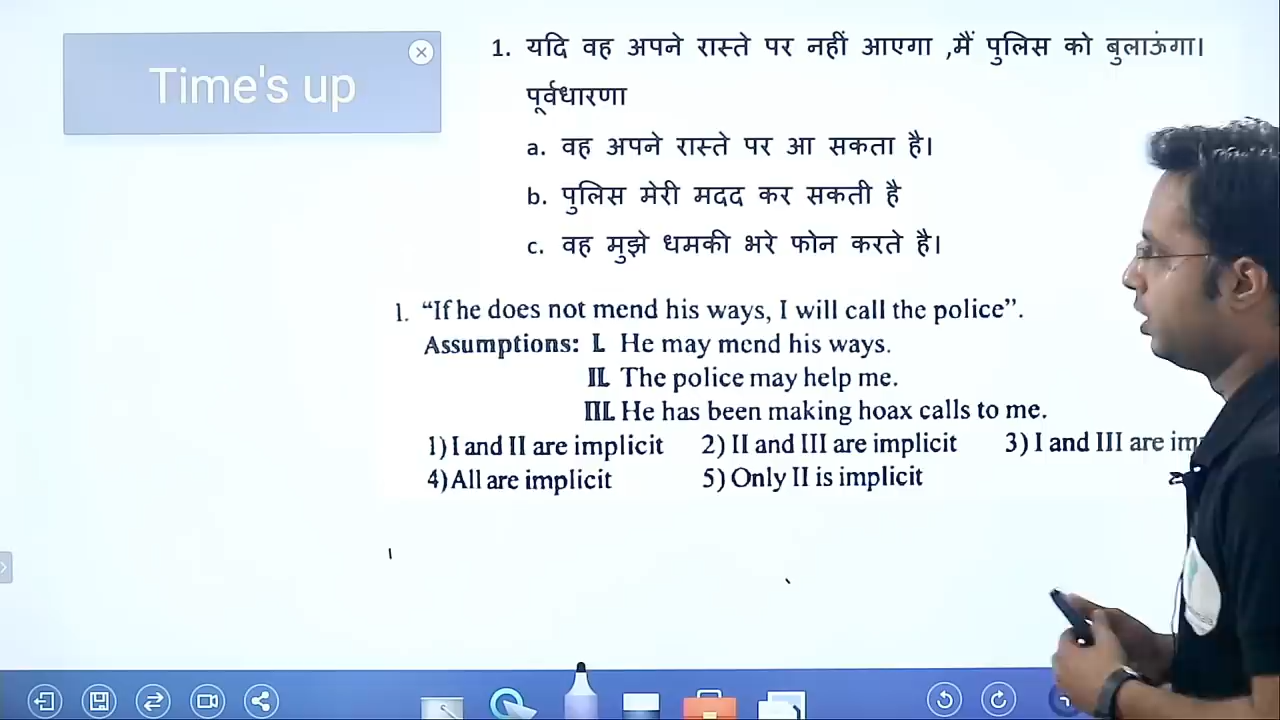 Time's up
1. यदि वह अपने रास्ते पर नहीं आएगा ,मैं पुलिस को बुलाऊंगा।
पूर्वधारणा
a. वह अपने रास्ते पर आ सकता है।
b. पुलिस मेरी मदद कर सकती है
c. वह मुझे धमकी भरे फोन करते है।
1. “If he does not mend his ways, I will call the police”.
Assumptions: I. He may mend his ways.
II. The police may help me.
III. He has been making hoax calls to me.
1) I and II are implicit 2) II and III are implicit 3) I and III are
4) All are implicit 5) Only II is implicit